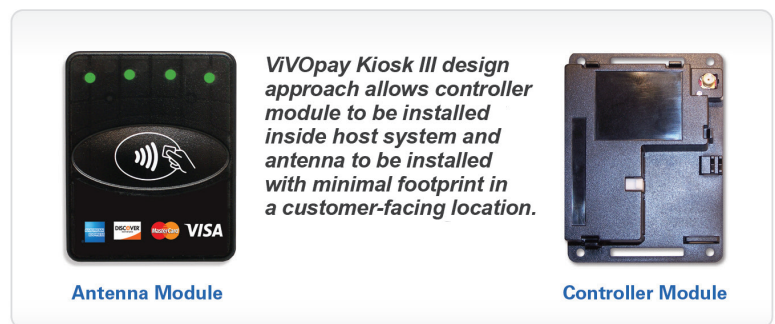 ViVOpay Kiosk III design
approach allows controller
module to be installed
inside host system and
antenna to be installed
with minimal footprint in
a customer-facing location.
DISCOVER
MasterCard
VISA
Antenna Module
Controller Module